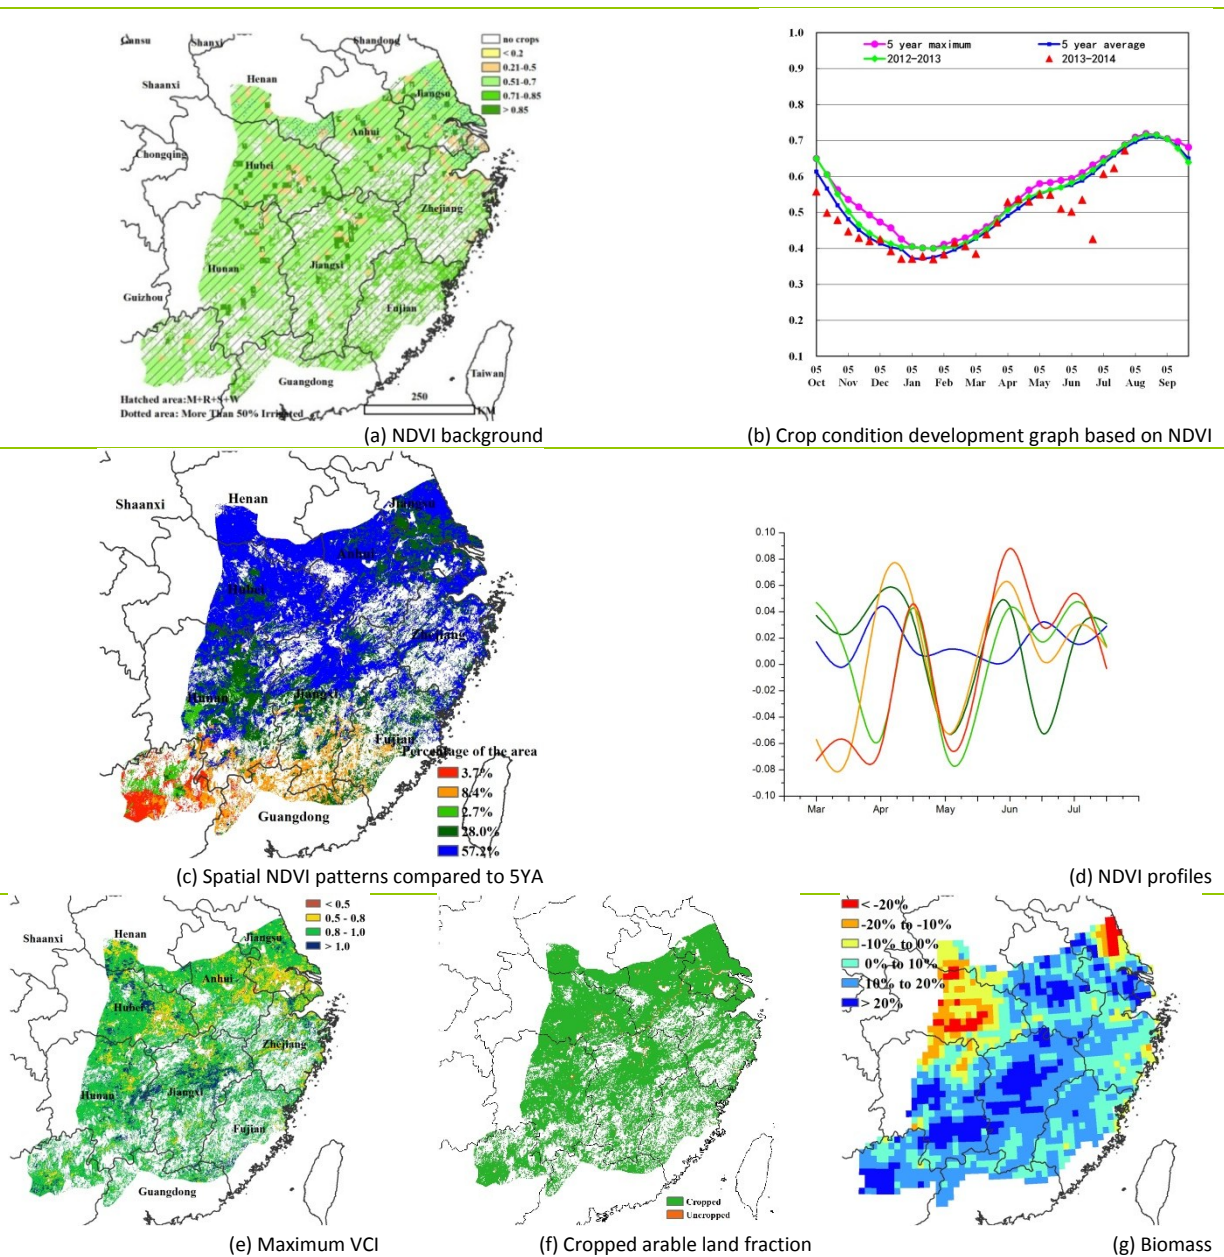 Gansu
Shanxi
Shandong
Shaanxi
Henan
Jiangsu
Anhui
Chongqing
Hubei
Zhejiang
Hunan
Jiangxi
Guizhou
Fujian
Guangdong
Taiwan
no crops
< 0.2
0.21-0.5
0.51-0.7
0.71-0.85
> 0.85
Hatched area:M+R+S+W
Dotted area: More Than 50% Irrigated
250
KM
(a) NDVI background
5 year maximum
5 year average
2012-2013
2013-2014
1.0
0.9
0.8
0.7
0.6
0.5
0.4
0.3
0.2
0.1
05 05 05 05 05 05 05 05 05 05 05 05
Oct Nov Dec Jan Feb Mar Apr May Jun Jul Aug Sep
(b) Crop condition development graph based on NDVI
Shaanxi
Henan
Jiangsu
Anhui
Hubei
Zhejiang
Hunan
Jiangxi
Fujian
Guangdong
Percentage of the area
3.7%
8.4%
2.7%
28.0%
57.2%
(c) Spatial NDVI patterns compared to 5YA
0.10
0.08
0.06
0.04
0.02
0.00
-0.02
-0.04
-0.06
-0.08
-0.10
Mar Apr May Jun Jul
(d) NDVI profiles
< 0.5
0.5 - 0.8
0.8 - 1.0
> 1.0
Shaanxi
Henan
Jiangsu
Anhui
Hubei
Zhejiang
Hunan
Jiangxi
Fujian
Guangdong
(e) Maximum VCI
Cropped
Uncropped
(f) Cropped arable land fraction
< -20%
-20% to -10%
-10% to 0%
0% to 10%
10% to 20%
> 20%
(g) Biomass